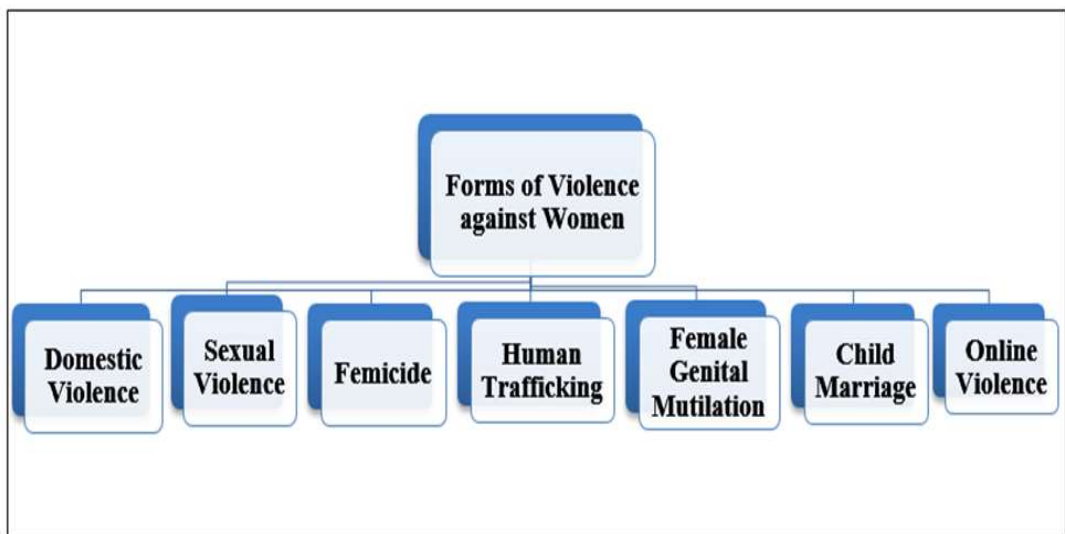 Forms of Violence
against Women
Domestic
Violence
Sexual
Violence
Femicide
Human
Trafficking
Female
Genital
Mutilation
Child
Marriage
Online
Violence